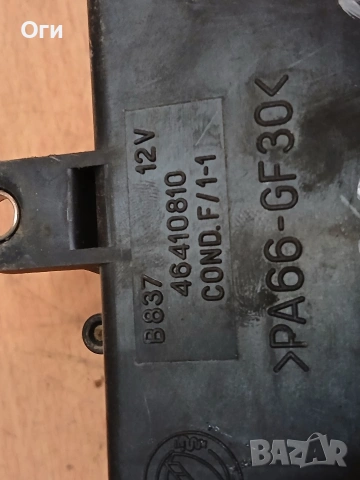 Оги
B837 12V
46410810
COND.F/1-1
>PA66-GF30<
BAZAR